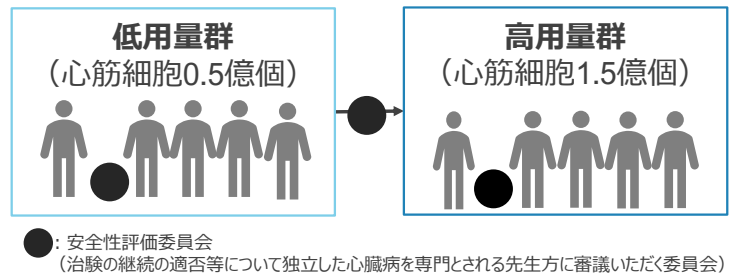 低用量群
（心筋細胞0.5億個）
高用量群
（心筋細胞1.5億個）
：安全性評価委員会
（治験の継続の適否等について独立した心臓病を専門とされる先生方に審議いただく委員会）